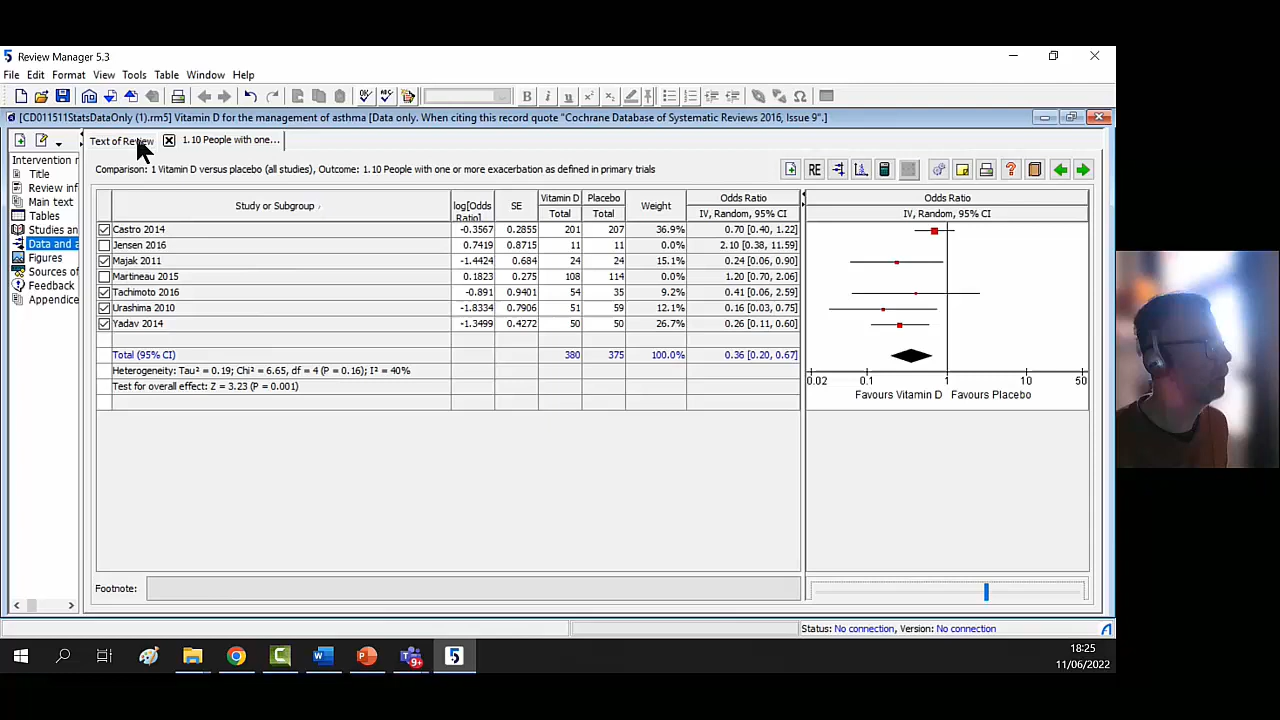 5 Review Manager 5.3
File Edit Format View Tools Table Window Help
[CD011511StatsDataOnly (1).rm5] Vitamin D for the management of asthma [Data only. When citing this record quote "Cochrane Database of Systematic Reviews 2016, Issue 9".]
Text of Review 1.10 People with one...
Intervention r
Title
Review inf
Main text
Tables
Studies an
Data and a
Figures
Sources of
Feedback
Appendice
Comparison: 1 Vitamin D versus placebo (all studies), Outcome: 1.10 People with one or more exacerbation as defined in primary trials
RE
Study or Subgroup log[Odds Ratio] SE Vitamin D Total Placebo Total Weight Odds Ratio IV, Random, 95% CI Odds Ratio IV, Random, 95% CI
Castro 2014 -0.3567 0.2855 201 207 36.9% 0.70 [0.40, 1.22]
Jensen 2016 0.7419 0.8715 11 11 0.0% 2.10 [0.38, 11.59]
Majak 2011 -1.4424 0.684 24 24 15.1% 0.24 [0.06, 0.90]
Martineau 2015 0.1823 0.275 108 114 0.0% 1.20 [0.70, 2.06]
Tachimoto 2016 -0.891 0.9401 54 35 9.2% 0.41 [0.06, 2.59]
Urashima 2010 -1.8334 0.7906 51 59 12.1% 0.16 [0.03, 0.75]
Yadav 2014 -1.3499 0.4272 50 50 26.7% 0.26 [0.11, 0.60]
Total (95% CI) 380 375 100.0% 0.36 [0.20, 0.67]
Heterogeneity: Tau² = 0.19; Chi² = 6.65, df = 4 (P = 0.16); I² = 40%
Test for overall effect: Z = 3.23 (P = 0.001)
0.02 0.1 1 10 50
Favours Vitamin D Favours Placebo
Footnote:
Status: No connection, Version: No connection
18:25
11/06/2022